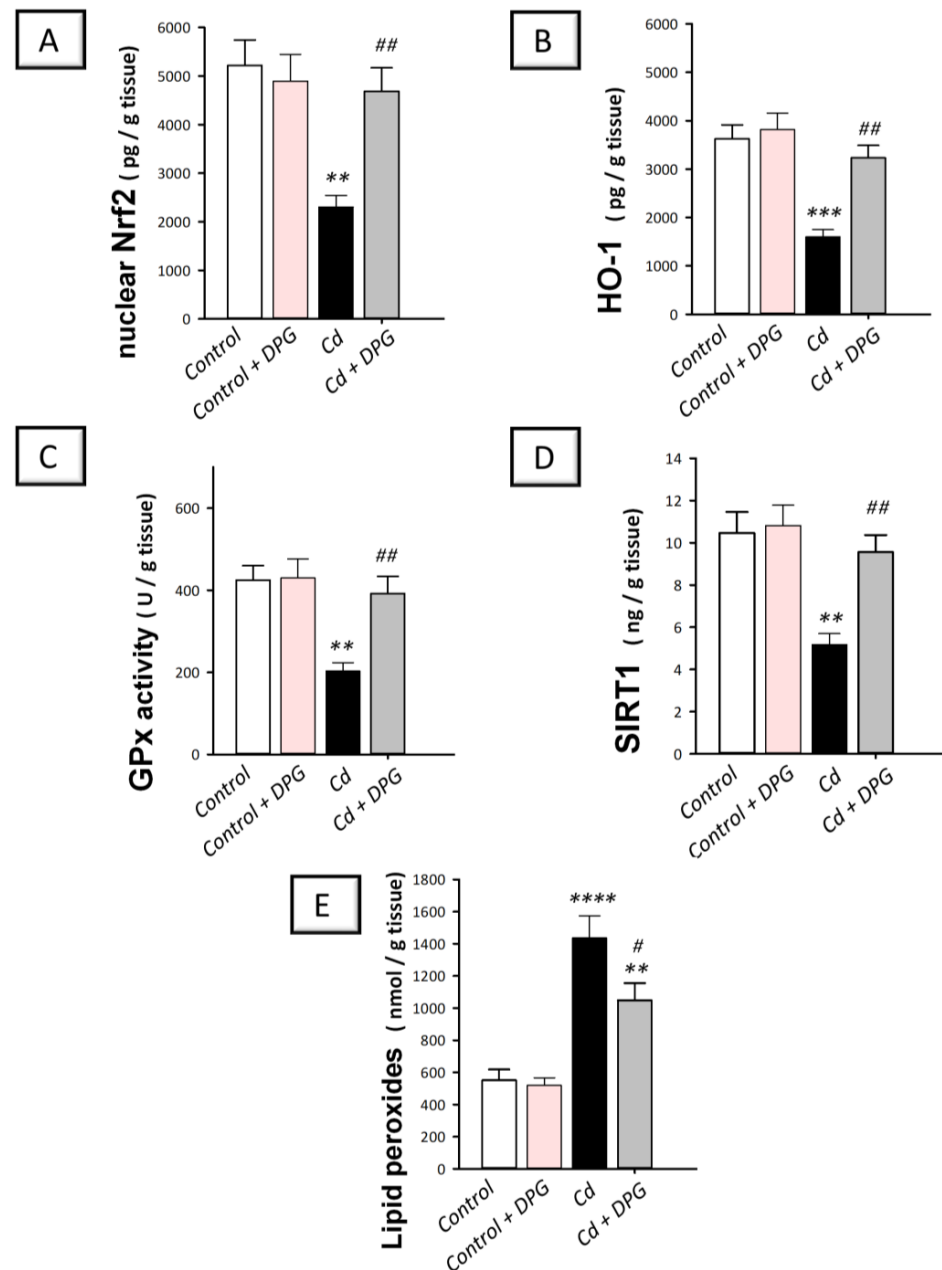 A
nuclear Nrf2 ( pg / g tissue)
6000
5000
4000
3000
2000
1000
0
**
##
Control
Control + DPG
Cd
Cd + DPG
B
HO-1 ( pg / g tissue)
6000
5000
4000
3000
2000
1000
0
***
##
Control
Control + DPG
Cd
Cd + DPG
C
GPx activity ( U / g tissue)
600
400
200
0
**
##
Control
Control + DPG
Cd
Cd + DPG
D
SIRT1 ( ng / g tissue)
14
12
10
8
6
4
2
0
**
##
Control
Control + DPG
Cd
Cd + DPG
E
Lipid peroxides ( nmol / g tissue)
1800
1600
1400
1200
1000
800
600
400
200
0
****
#
**
Control
Control + DPG
Cd
Cd + DPG